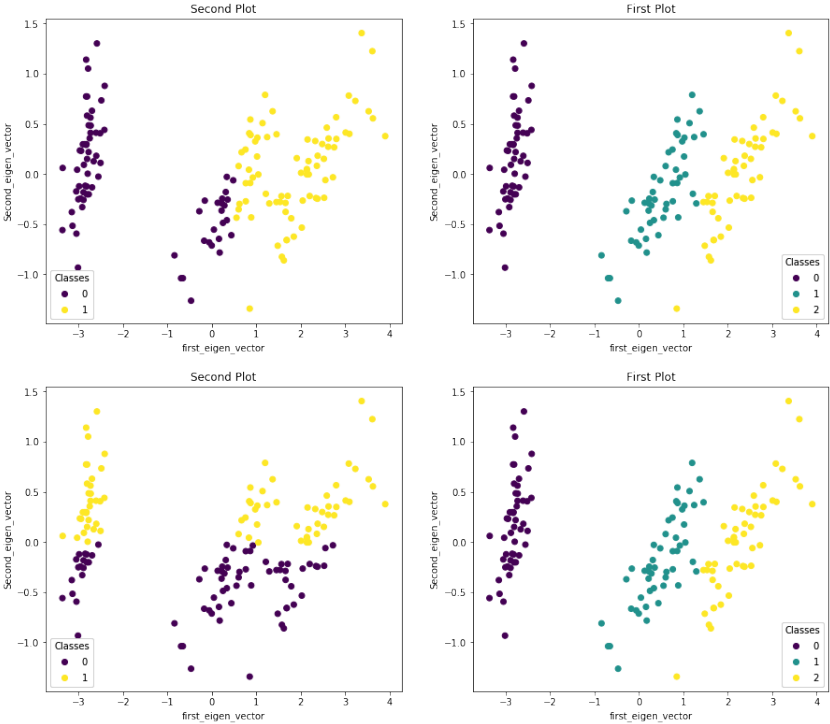 Second Plot
1.5
1.0
0.5
0.0
−0.5
−1.0
Second_eigen_vector
Classes
0
1
−3 −2 −1 0 1 2 3 4
first_eigen_vector
First Plot
1.5
1.0
0.5
0.0
−0.5
−1.0
Second_eigen_vector
Classes
0
1
2
−3 −2 −1 0 1 2 3 4
first_eigen_vector
Second Plot
1.5
1.0
0.5
0.0
−0.5
−1.0
Second_eigen_vector
Classes
0
1
−3 −2 −1 0 1 2 3 4
first_eigen_vector
First Plot
1.5
1.0
0.5
0.0
−0.5
−1.0
Second_eigen_vector
Classes
0
1
2
−3 −2 −1 0 1 2 3 4
first_eigen_vector